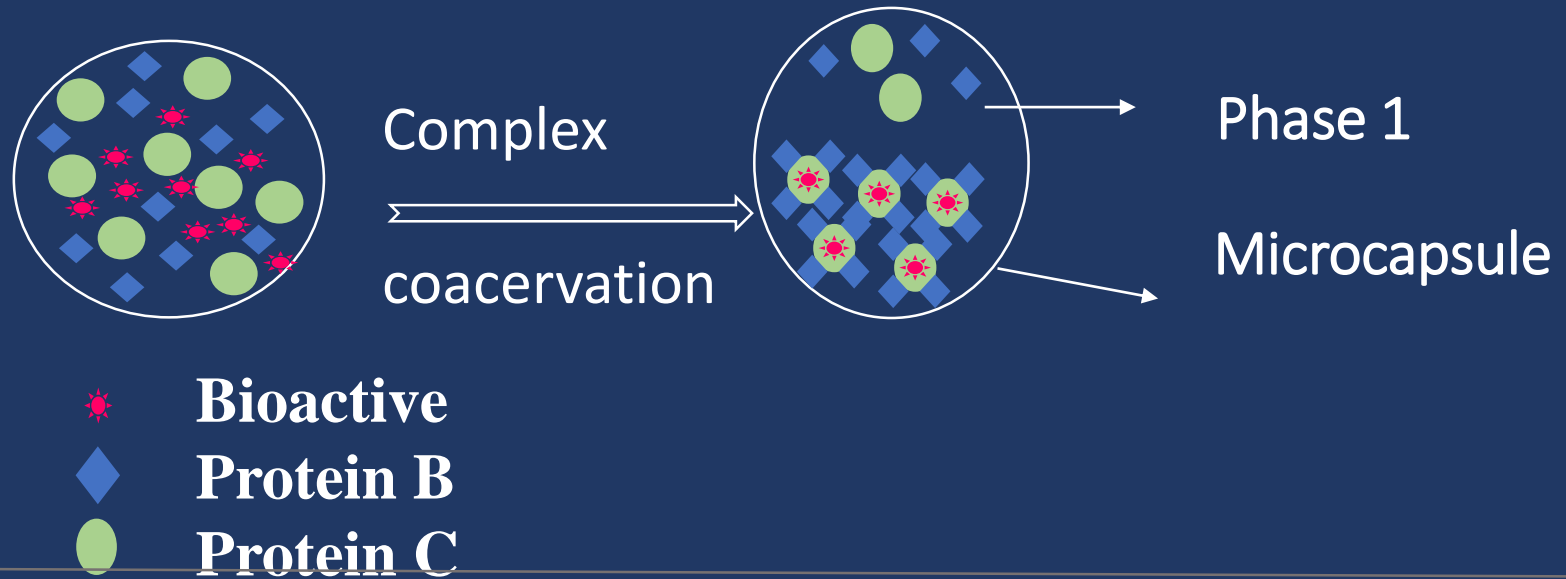 Complex
coacervation
Phase 1
Microcapsule
Bioactive
Protein B
Protein C